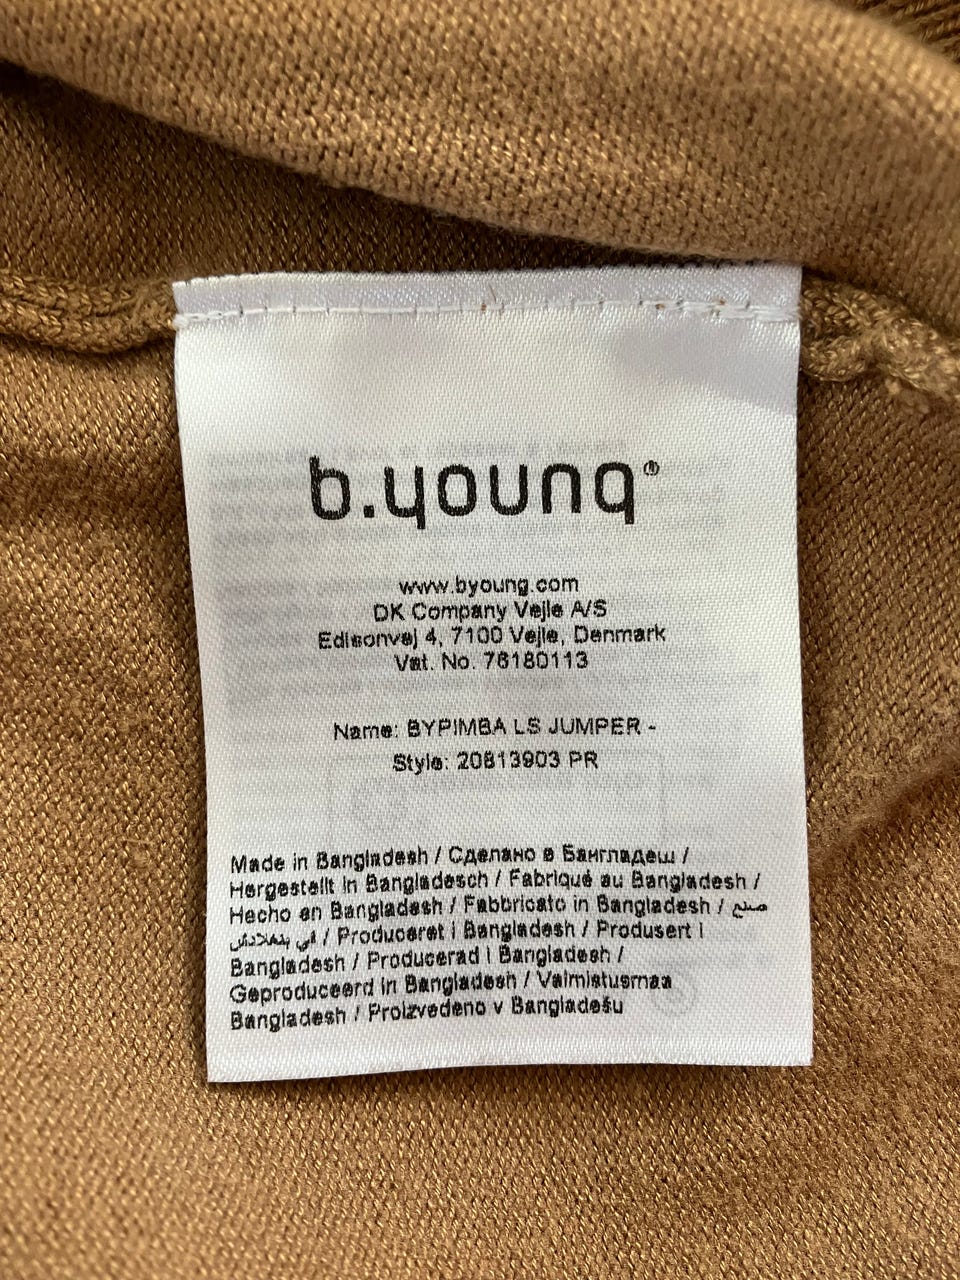 b.young®
www.byoung.com
DK Company Vejle A/S
Edisonvej 4, 7100 Vejle, Denmark
Vat. No. 76180113
Name: BYPIMBA LS JUMPER -
Style: 20813903 PR
Made in Bangladesh / Сделано в Бангладеш /
Hergestellt in Bangladesch / Fabriqué au Bangladesh /
Hecho en Bangladesh / Fabbricato in Bangladesh / صنع
في بنغلادش / Produceret i Bangladesh / Produsert i
Bangladesh / Producerad i Bangladesh /
Geproduceerd in Bangladesh / Valmistusmaa
Bangladesh / Proizvedeno v Bangladešu